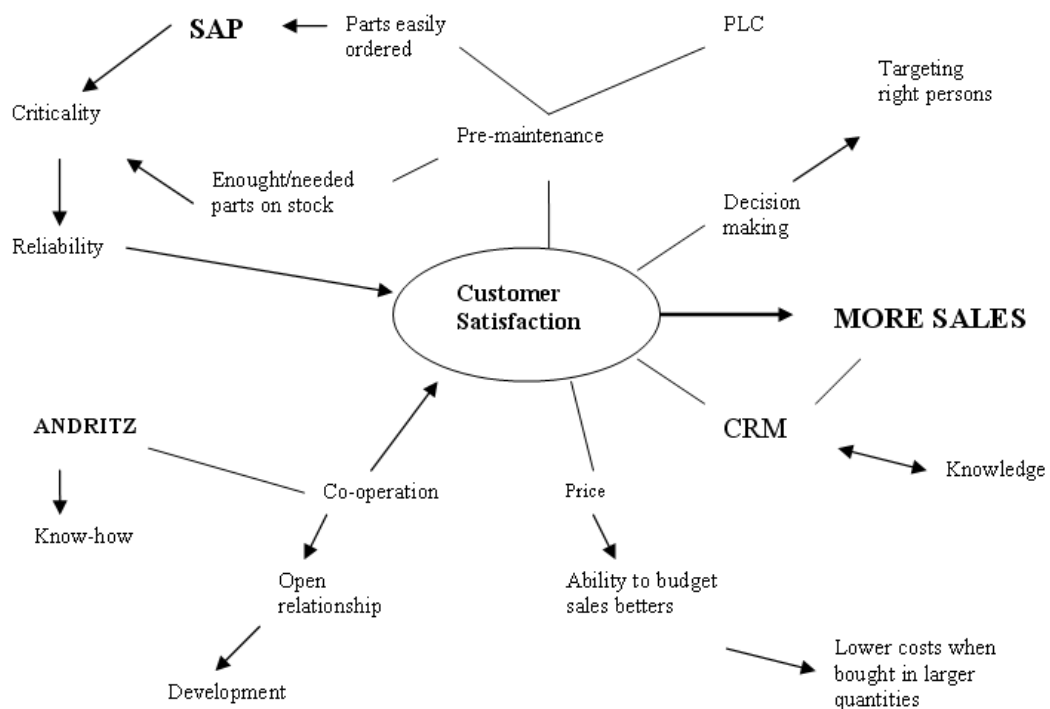 SAP
Parts easily
ordered
PLC
Targeting
right persons
Criticality
Pre-maintenance
Enought/needed
parts on stock
Decision
making
Reliability
Customer
Satisfaction
MORE SALES
ANDRITZ
CRM
Knowledge
Co-operation
Price
Know-how
Open
relationship
Ability to budget
sales betters
Development
Lower costs when
bought in larger
quantities